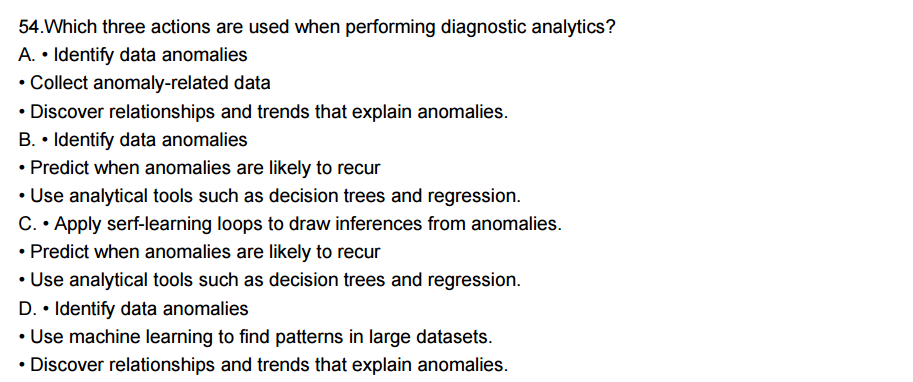 54.Which three actions are used when performing diagnostic analytics?
A. • Identify data anomalies
• Collect anomaly-related data
• Discover relationships and trends that explain anomalies.
B. • Identify data anomalies
• Predict when anomalies are likely to recur
• Use analytical tools such as decision trees and regression.
C. • Apply serf-learning loops to draw inferences from anomalies.
• Predict when anomalies are likely to recur
• Use analytical tools such as decision trees and regression.
D. • Identify data anomalies
• Use machine learning to find patterns in large datasets.
• Discover relationships and trends that explain anomalies.